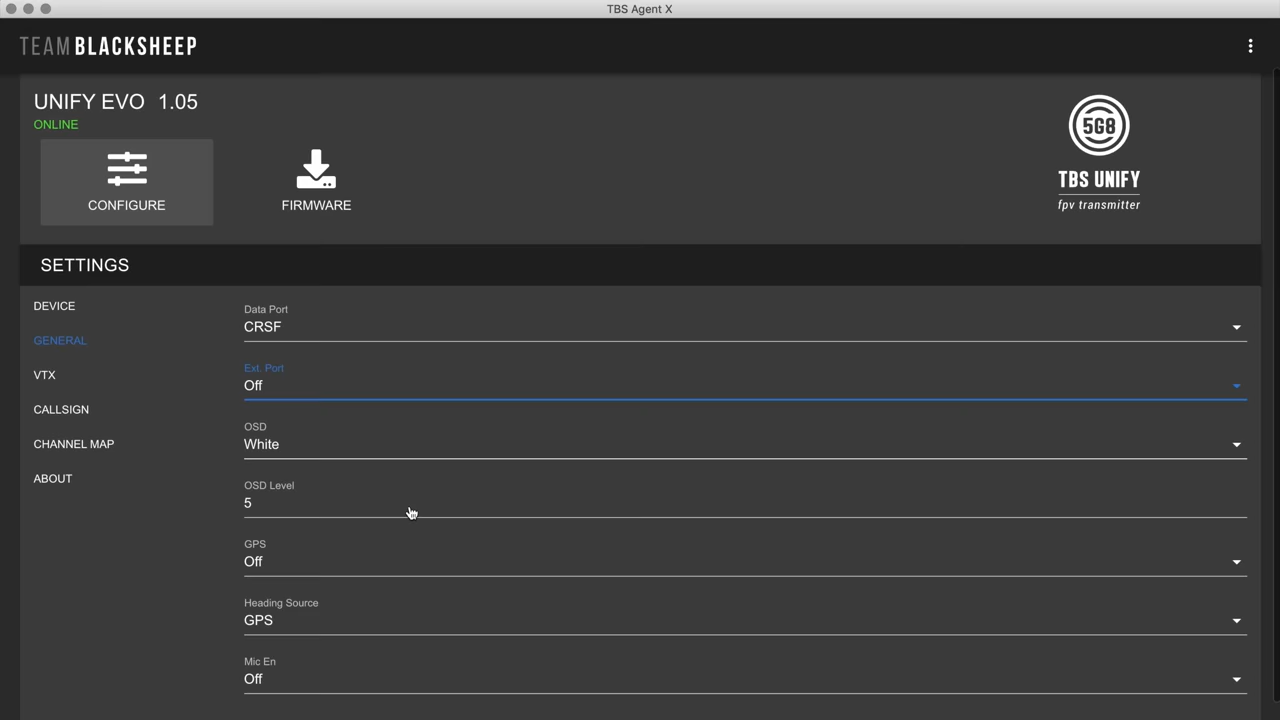 TBS Agent X
TEAM BLACKSHEEP
UNIFY EVO 1.05
ONLINE
CONFIGURE
FIRMWARE
5G8
TBS UNIFY
fpv transmitter
SETTINGS
DEVICE
GENERAL
VTX
CALLSIGN
CHANNEL MAP
ABOUT
Data Port
CRSF
Ext. Port
Off
OSD
White
OSD Level
5
GPS
Off
Heading Source
GPS
Mic En
Off